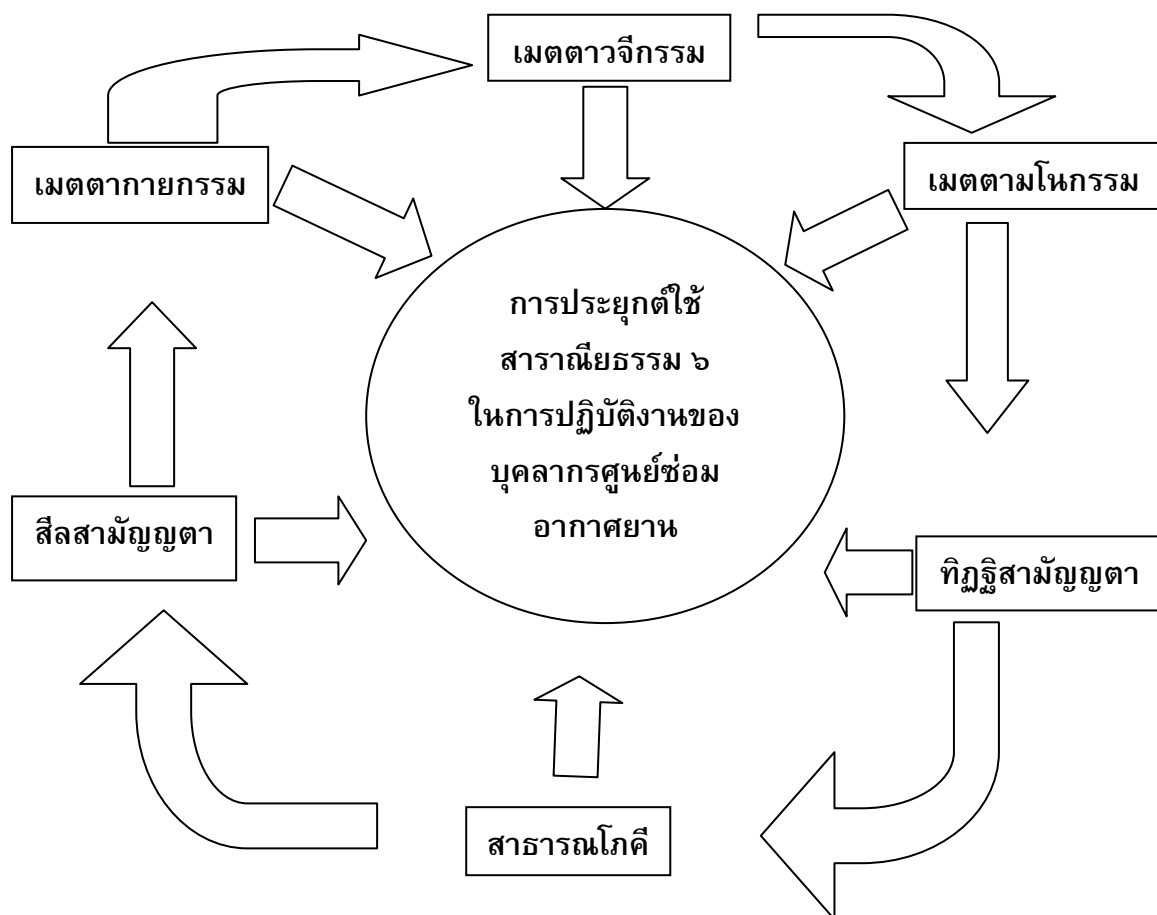 เมตตาวจีกรรม
เมตตากายกรรม
เมตตามโนกรรม
การประยุกต์ใช้
สาราณียธรรม ๖
ในการปฏิบัติงานของ
บุคลากรศูนย์ซ่อม
อากาศยาน
สีลสามัญญตา
ทิฏฐิสามัญญตา
สาธารณโภคี